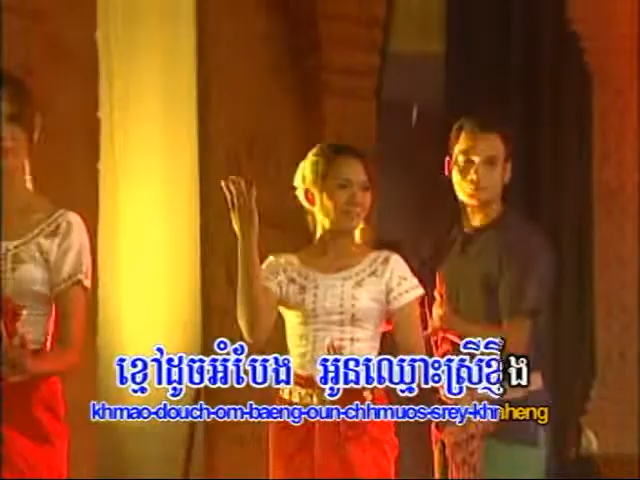 ខ្មៅដូចអំបែង អូនឈ្មោះស្រីខ្ញឹង
khmao-douch-om-baeng-oun-chhmuos-srey-khnheng